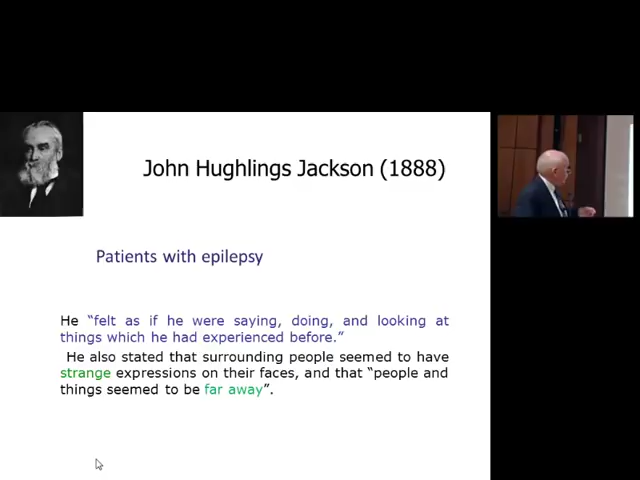 John Hughlings Jackson (1888)
Patients with epilepsy
He “felt as if he were saying, doing, and looking at
things which he had experienced before.”
He also stated that surrounding people seemed to have
strange expressions on their faces, and that “people and
things seemed to be far away”.